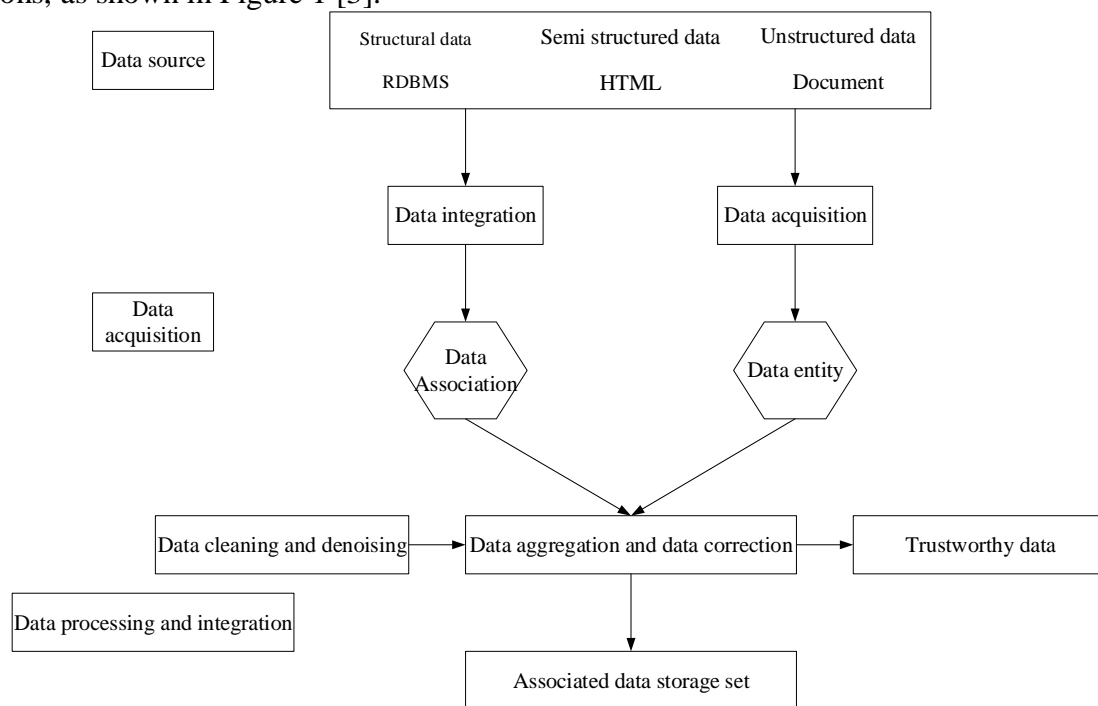 ons, as shown in Figure 1 [5].
Structural data Semi structured data Unstructured data
Data source
RDBMS HTML Document
Data integration Data acquisition
Data
acquisition
Data
Association
Data entity
Data cleaning and denoising Data aggregation and data correction Trustworthy data
Data processing and integration
Associated data storage set